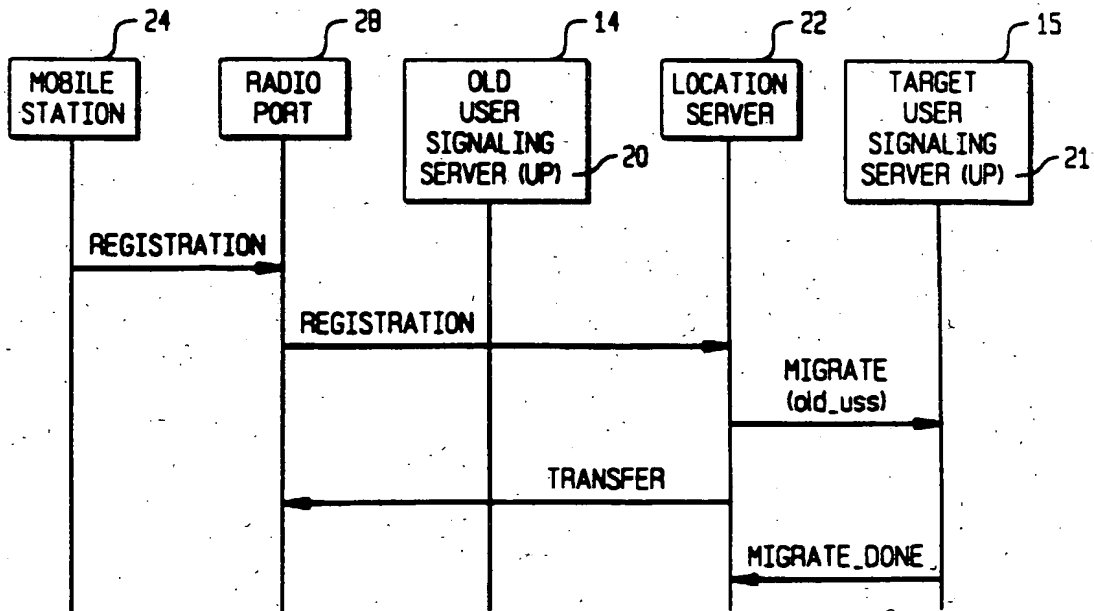 24
28
14
22
15
MOBILE
STATION
RADIO
PORT
OLD
USER
SIGNALING
SERVER (UP)
20
LOCATION
SERVER
TARGET
USER
SIGNALING
SERVER (UP)
21
REGISTRATION
REGISTRATION
MIGRATE
(old_uss)
TRANSFER
MIGRATE_DONE